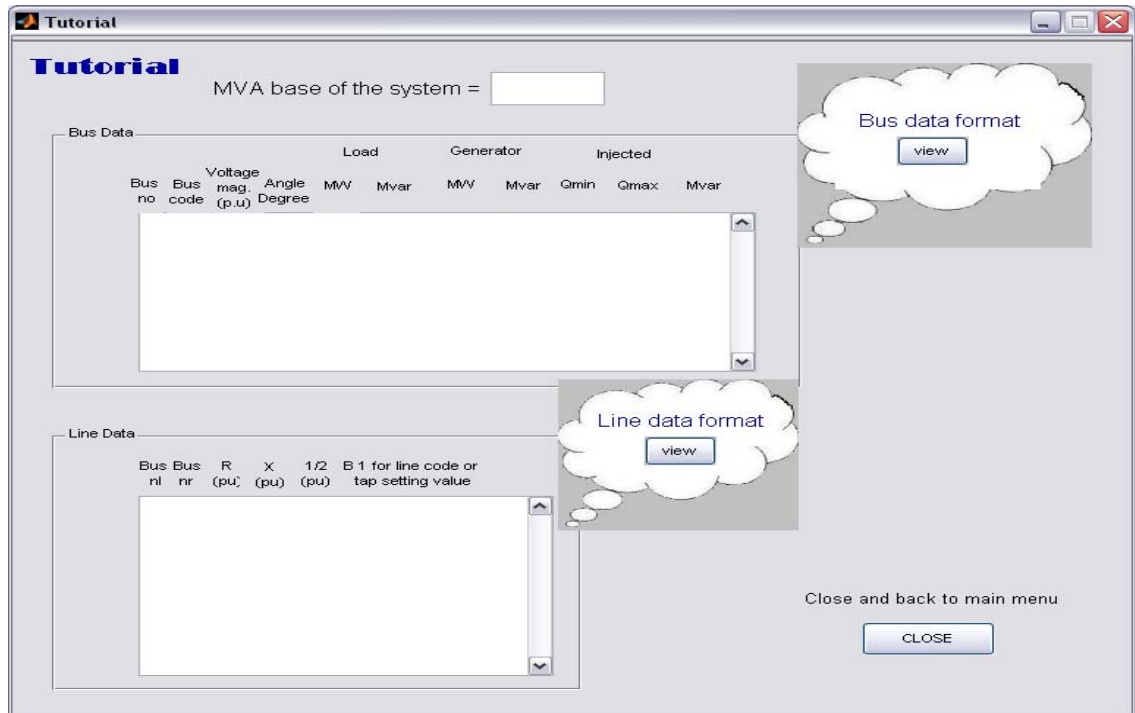 Tutorial
Tutorial
MVA base of the system =
Bus data format
view
Bus Data
Load Generator Injected
Bus no Bus code Voltage mag. (p.u) Angle Degree MW Mvar MW Mvar Qmin Qmax Mvar
Line data format
view
Line Data
Bus Bus R X 1/2 B 1 for line code or
nl nr (pu) (pu) (pu) tap setting value
Close and back to main menu
CLOSE